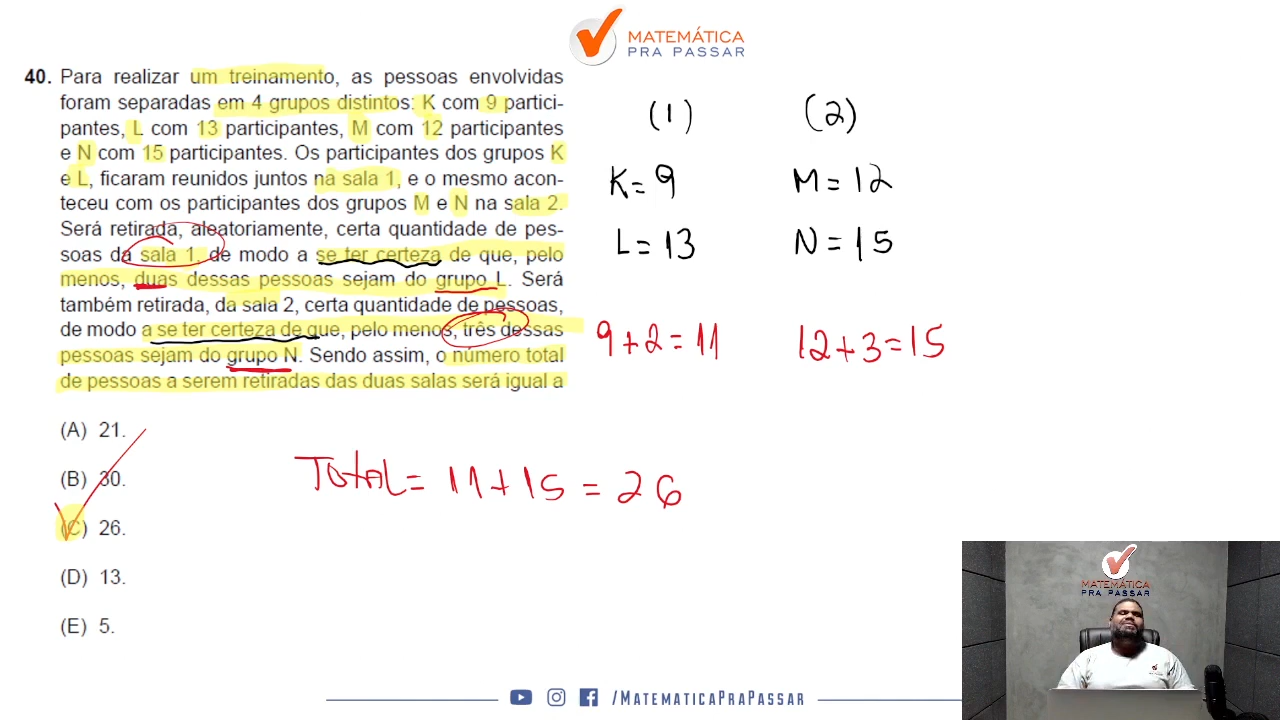 MATEMÁTICA
PRA PASSAR
40. Para realizar um treinamento, as pessoas envolvidas
foram separadas em 4 grupos distintos: K com 9 partici-
pantes, L com 13 participantes, M com 12 participantes
e N com 15 participantes. Os participantes dos grupos K
e L, ficaram reunidos juntos na sala 1, e o mesmo acon-
teceu com os participantes dos grupos M e N na sala 2.
Será retirada, aleatoriamente, certa quantidade de pes-
soas da sala 1, de modo a se ter certeza de que, pelo
menos, duas dessas pessoas sejam do grupo L. Será
também retirada, da sala 2, certa quantidade de pessoas,
de modo a se ter certeza de que, pelo menos, três dessas
pessoas sejam do grupo N. Sendo assim, o número total
de pessoas a serem retiradas das duas salas será igual a
(A) 21.
(B) 30.
(C) 26.
(D) 13.
(E) 5.
(1) (2)
K=9 M=12
L=13 N=15
9+2=11 12+3=15
TOTAL= 11+15=26
MATEMÁTICA
PRA PASSAR
/MATEMATICAPRAPASSAR